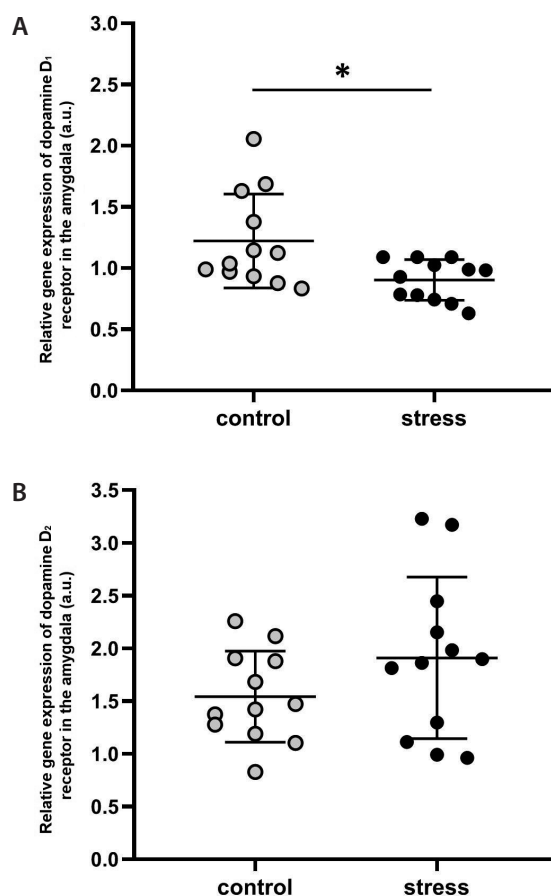 A
Relative gene expression of dopamine D₁
receptor in the amygdala (a.u.)
3.0
2.5
2.0
1.5
1.0
0.5
0.0
*
control stress
B
Relative gene expression of dopamine D₂
receptor in the amygdala (a.u.)
3.5
3.0
2.5
2.0
1.5
1.0
0.5
0.0
control stress